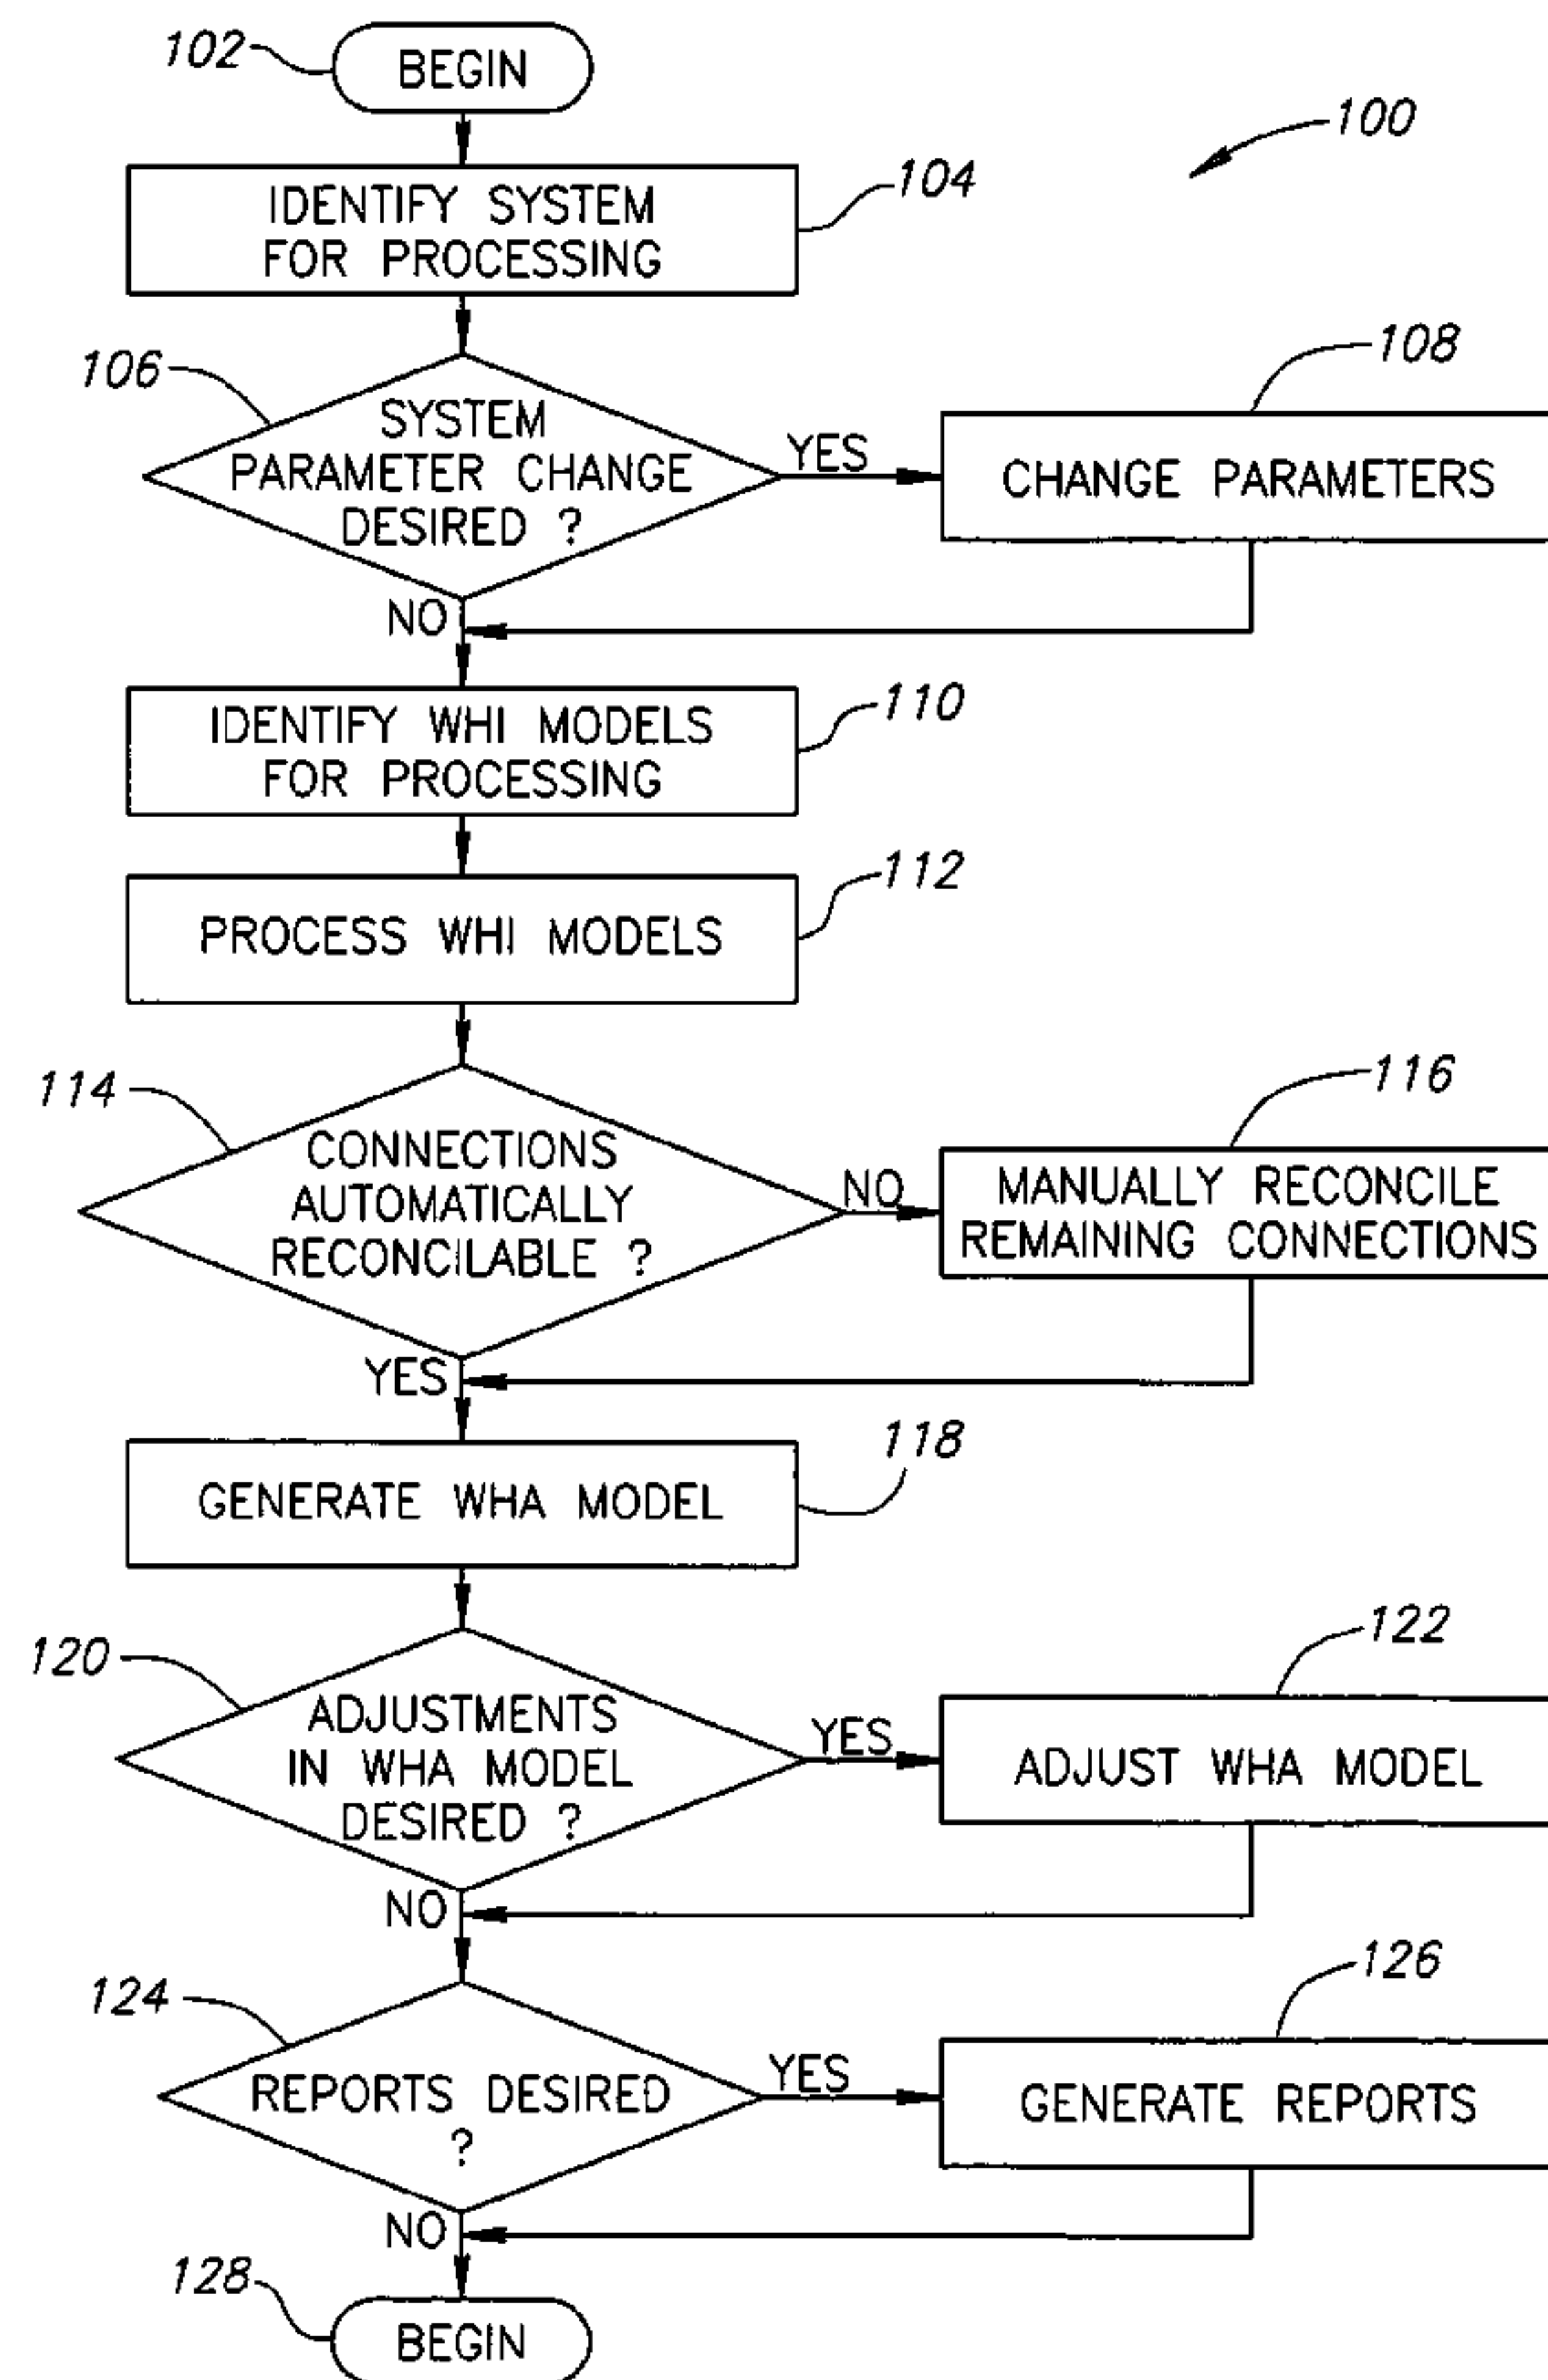 102
BEGIN
100
IDENTIFY SYSTEM
FOR PROCESSING
104
106
SYSTEM
PARAMETER CHANGE
DESIRED ?
YES
108
CHANGE PARAMETERS
NO
IDENTIFY WHI MODELS
FOR PROCESSING
110
PROCESS WHI MODELS
112
114
CONNECTIONS
AUTOMATICALLY
RECONCILABLE ?
NO
116
MANUALLY RECONCILE
REMAINING CONNECTIONS
YES
GENERATE WHA MODEL
118
120
ADJUSTMENTS
IN WHA MODEL
DESIRED ?
YES
122
ADJUST WHA MODEL
NO
124
REPORTS DESIRED
?
YES
126
GENERATE REPORTS
NO
128
BEGIN